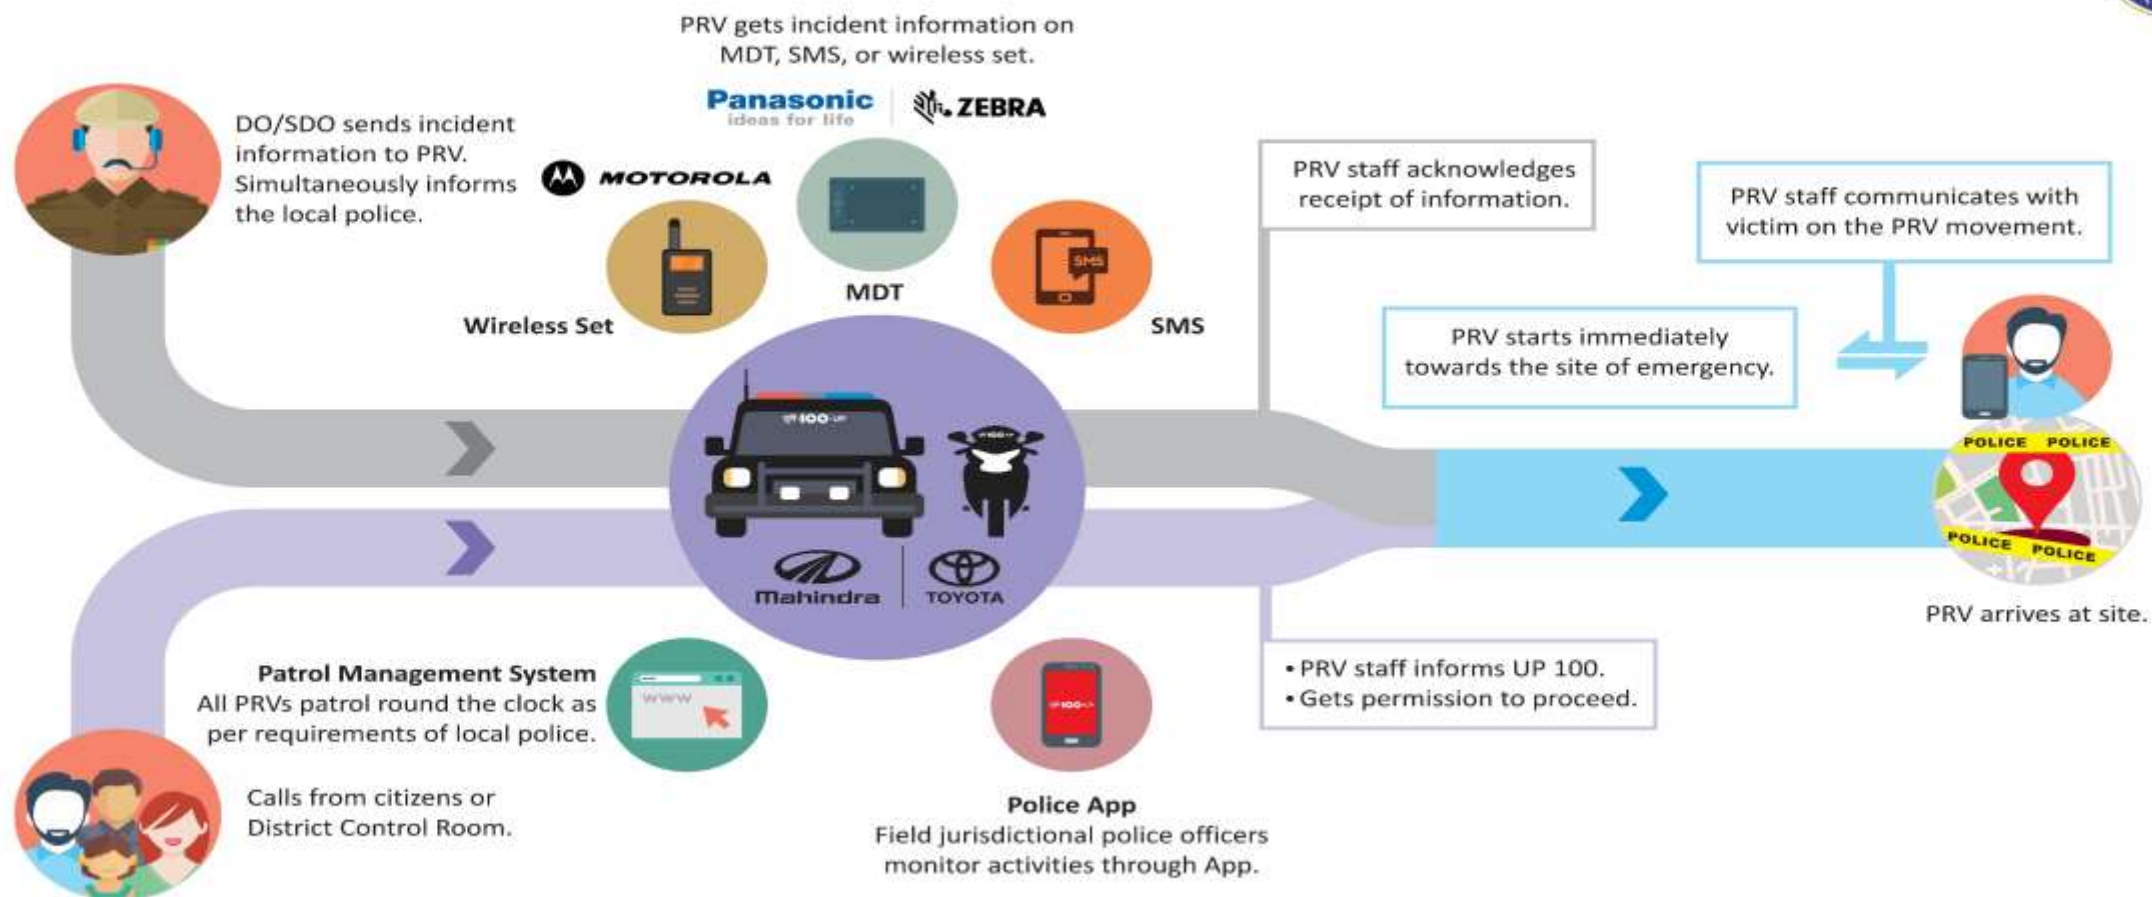 PRV gets incident information on
MDT, SMS, or wireless set.
Panasonic
ideas for life
ZEBRA
DO/SDO sends incident
information to PRV.
Simultaneously informs
the local police.
MOTOROLA
MDT
SMS
Wireless Set
SMS
PRV staff acknowledges
receipt of information.
PRV staff communicates with
victim on the PRV movement.
PRV starts immediately
towards the site of emergency.
100
Mahindra
TOYOTA
POLICE POLICE
POLICE POLICE
PRV arrives at site.
Patrol Management System
All PRVs patrol round the clock as
per requirements of local police.
www
Calls from citizens or
District Control Room.
100
Police App
Field jurisdictional police officers
monitor activities through App.
• PRV staff informs UP 100.
• Gets permission to proceed.